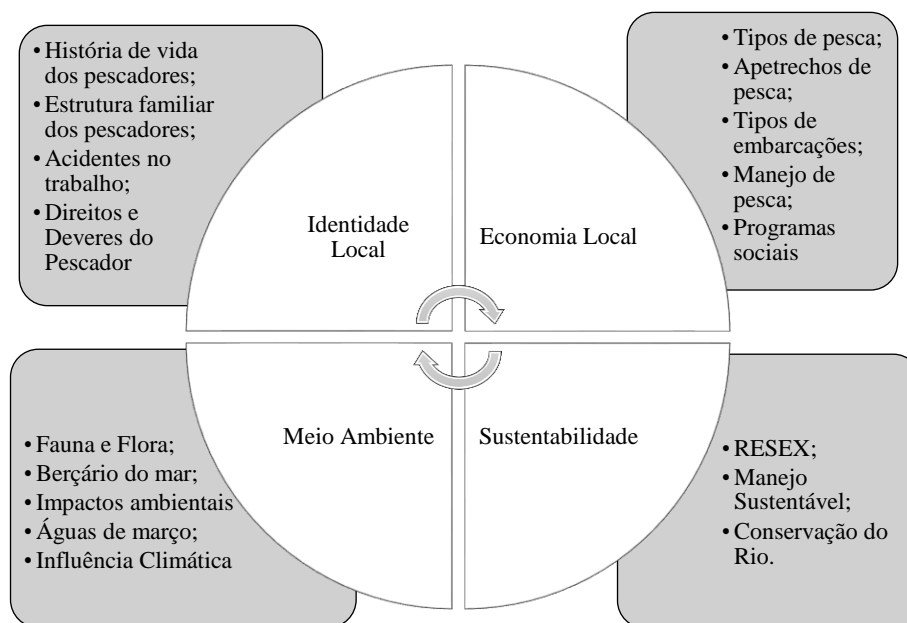 • História de vida
dos pescadores;
• Estrutura familiar
dos pescadores;
• Acidentes no
trabalho;
• Direitos e
Deveres do
Pescador
• Tipos de pesca;
• Apetrechos de
pesca;
• Tipos de
embarcações;
• Manejo de
pesca;
• Programas
sociais
Identidade
Local
Economia Local
Meio Ambiente
Sustentabilidade
• Fauna e Flora;
• Berçário do mar;
• Impactos ambientais
• Águas de março;
• Influência Climática
• RESEX;
• Manejo
Sustentável;
• Conservação do
Rio.